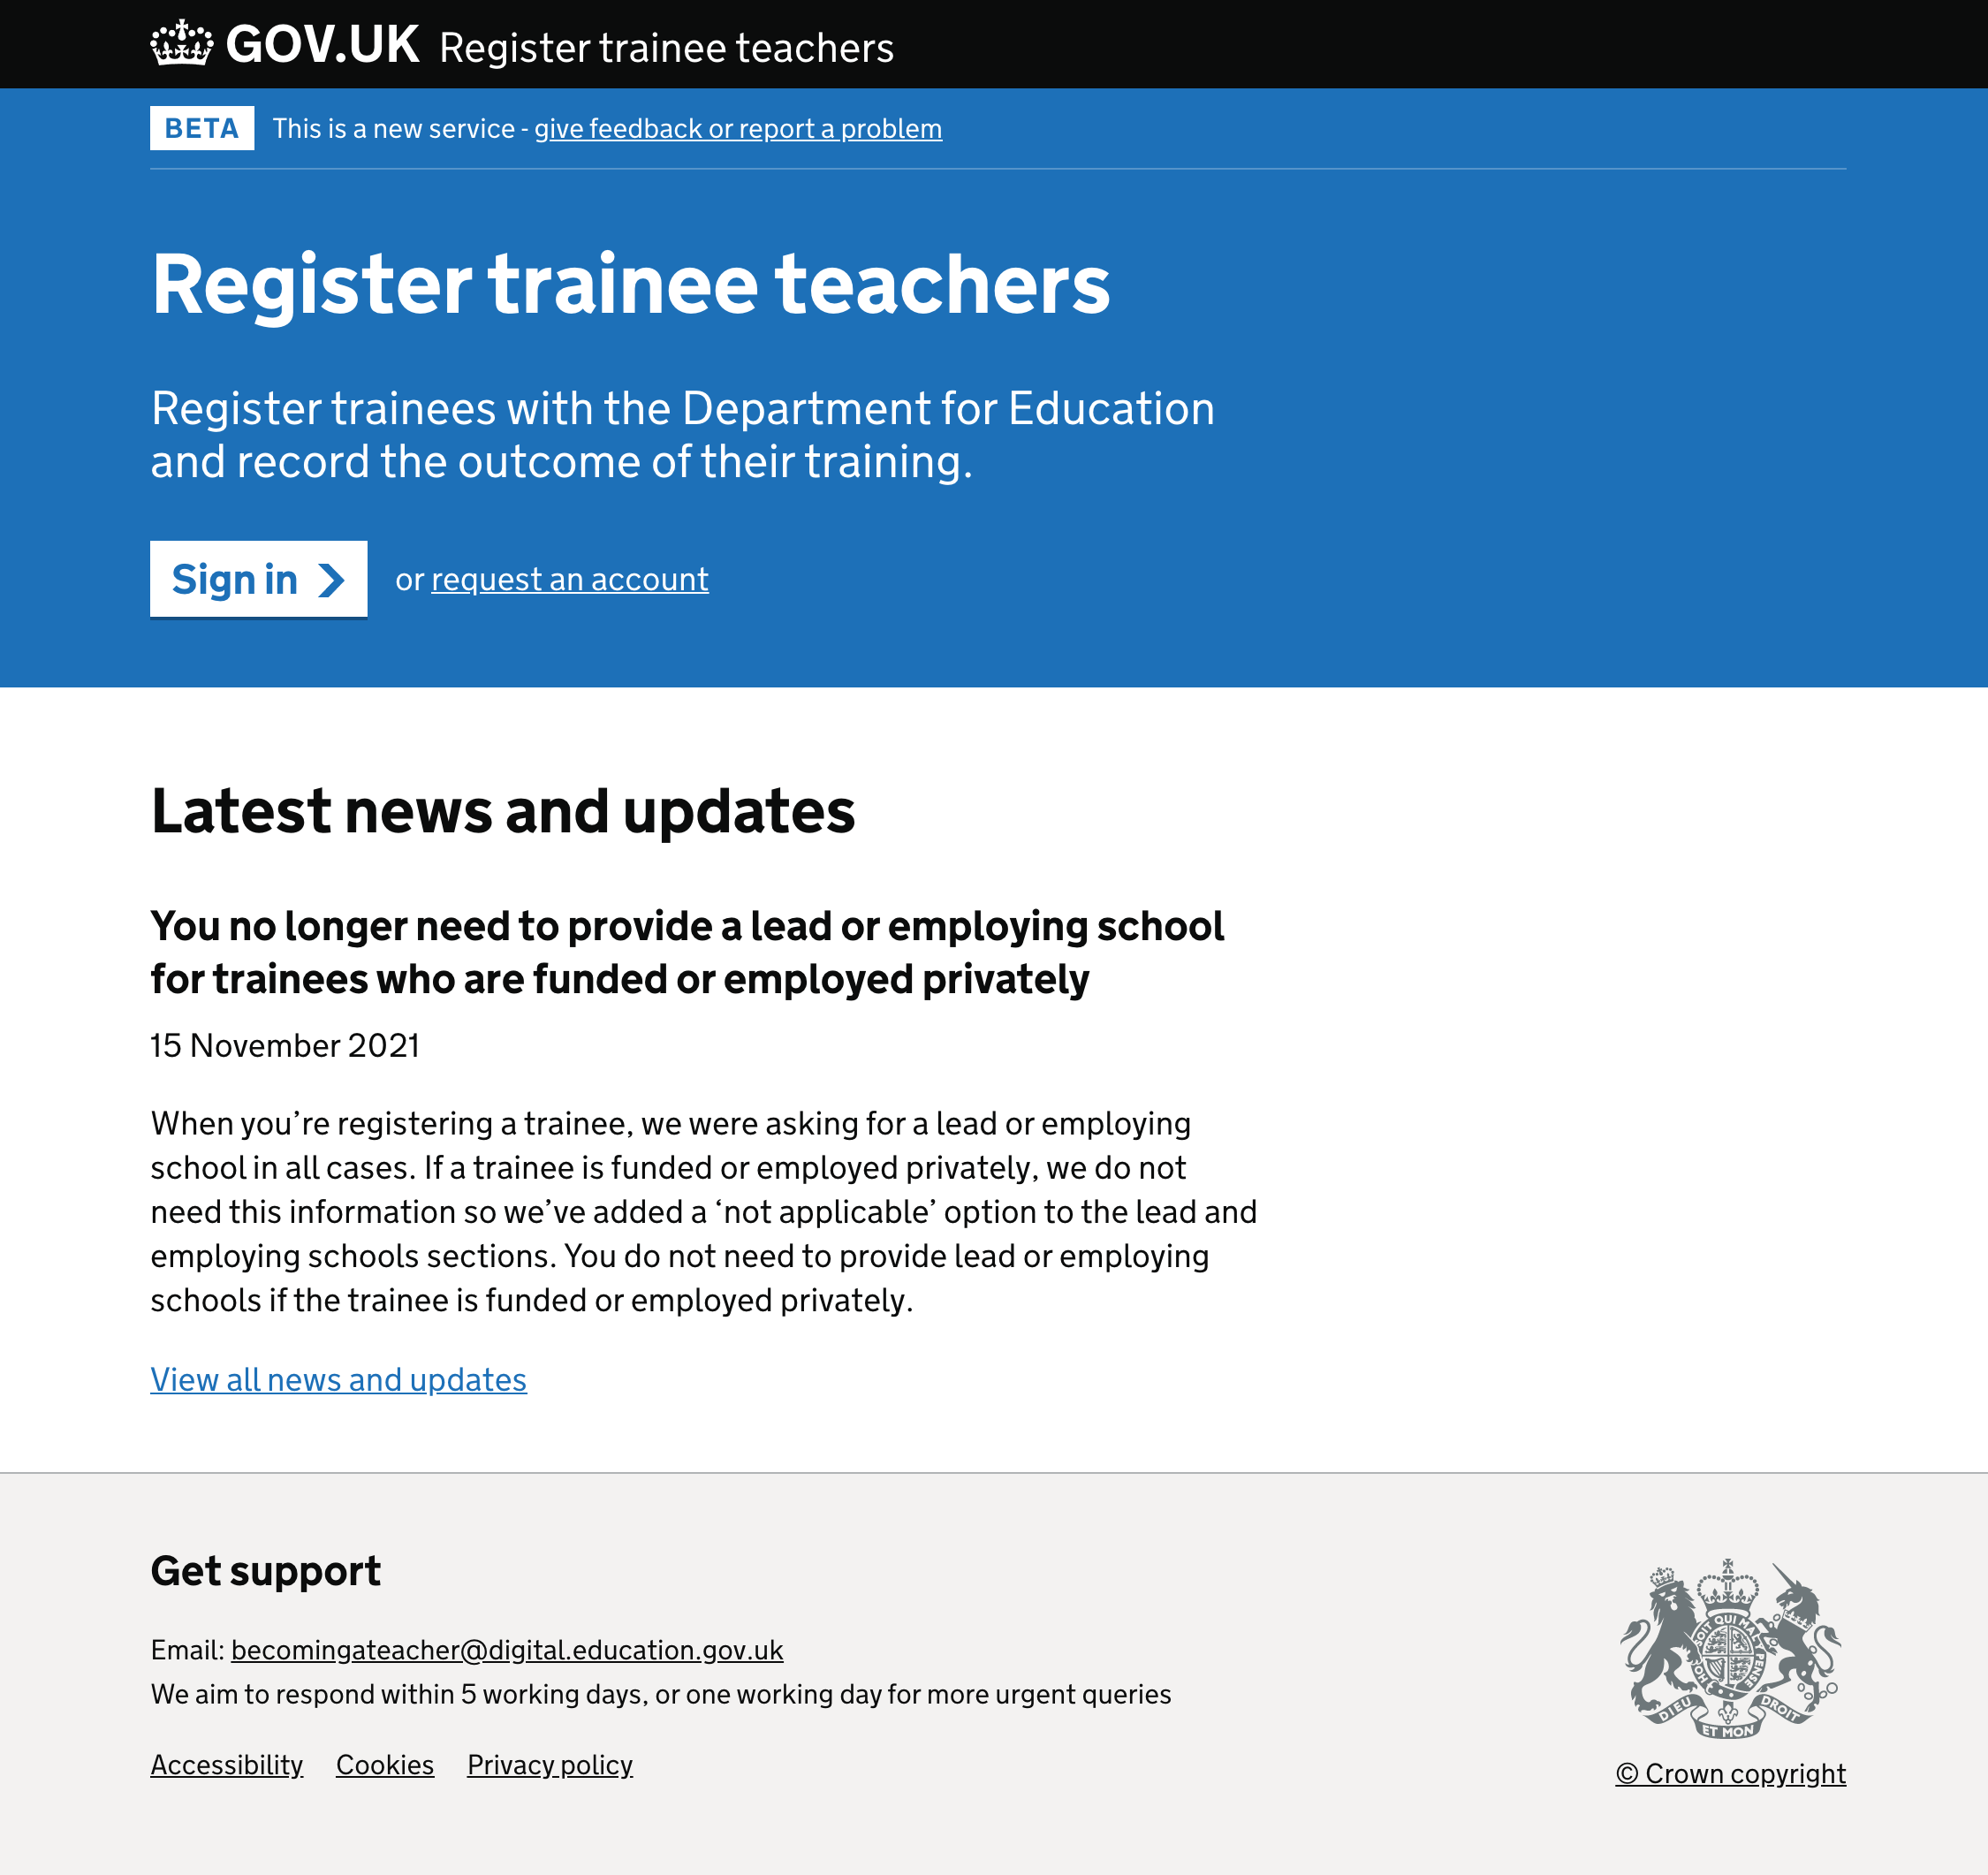 GOV.UK Register trainee teachers
BETA This is a new service - give feedback or report a problem
Register trainee teachers
Register trainees with the Department for Education
and record the outcome of their training.
Sign in or request an account
Latest news and updates
You no longer need to provide a lead or employing school
for trainees who are funded or employed privately
15 November 2021
When you’re registering a trainee, we were asking for a lead or employing
school in all cases. If a trainee is funded or employed privately, we do not
need this information so we’ve added a ‘not applicable’ option to the lead and
employing schools sections. You do not need to provide lead or employing
schools if the trainee is funded or employed privately.
View all news and updates
Get support
Email: becomingateacher@digital.education.gov.uk
We aim to respond within 5 working days, or one working day for more urgent queries
Accessibility Cookies Privacy policy
SOIT QUI MAL
PENSE
DIEU ET MON DROIT
© Crown copyright